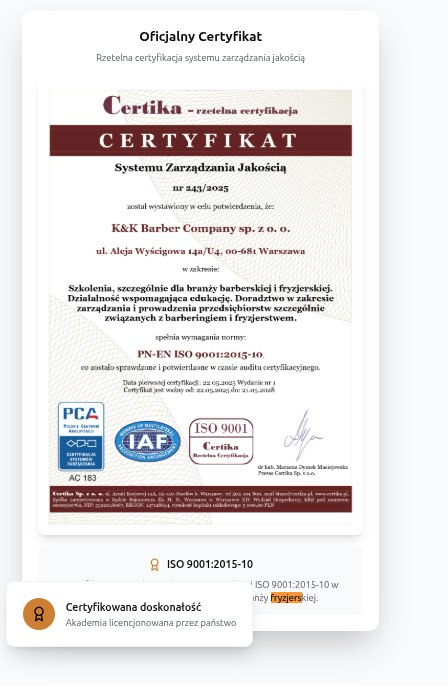 Oficjalny Certyfikat
Rzetelna certyfikacja systemu zarządzania jakością
Certika – rzetelna certyfikacja
CERTYFIKAT
Systemu Zarządzania Jakością
nr 243/2025
został wystawiony w celu potwierdzenia, że:
K&K Barber Company sp. z o. o.
ul. Aleja Wyścigowa 14a/U4, 00-681 Warszawa
w zakresie:
Szkolenia, szczególnie dla branży barberskiej i fryzjerskiej.
Działalność wspomagająca edukację. Doradztwo w zakresie
zarządzania i prowadzenia przedsiębiorstw szczególnie
związanych z barberingiem i fryzjerstwem.
spełnia wymagania normy:
PN-EN ISO 9001:2015-10
co zostało sprawdzone i potwierdzone w czasie auditu certyfikacyjnego.
Data pierwszej certyfikacji: 22.05.2025 Wydanie nr 1
Certyfikat jest ważny od: 22.05.2025 do: 21.05.2028
PCA
POLSKIE CENTRUM
AKREDYTACJI
CERTYFIKACJA
SYSTEMÓW
ZARZĄDZANIA
AC 183
IAF
ISO 9001
Certika
Rzetelna Certyfikacja
dr hab. Marzena Dymek Maciejewska
Prezes Certika Sp. z o.o.
Certika Sp. z o. o.
ISO 9001:2015-10
ISO 9001:2015-10 w
fryzjerskiej.
Certyfikowana doskonałość
Akademia licencjonowana przez państwo